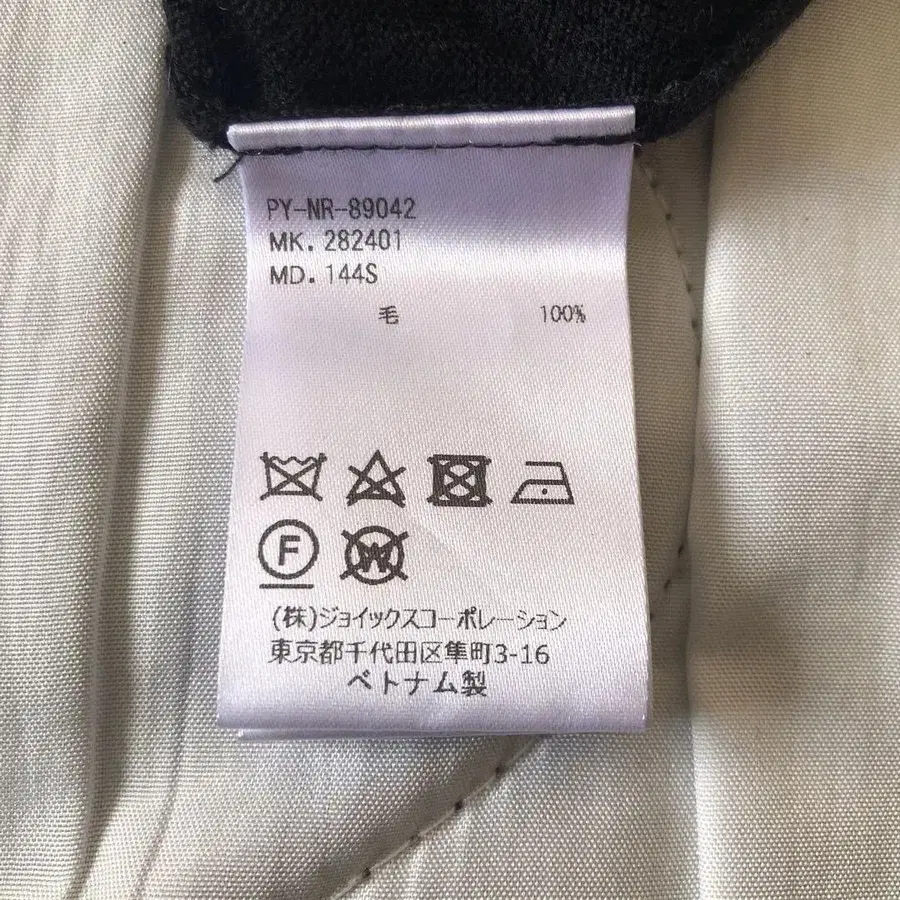 PY-NR-89042
MK. 282401
MD. 144S
毛 100%
F
W
(株)ジョイックスコーポレーション
東京都千代田区隼町3-16
ベトナム製